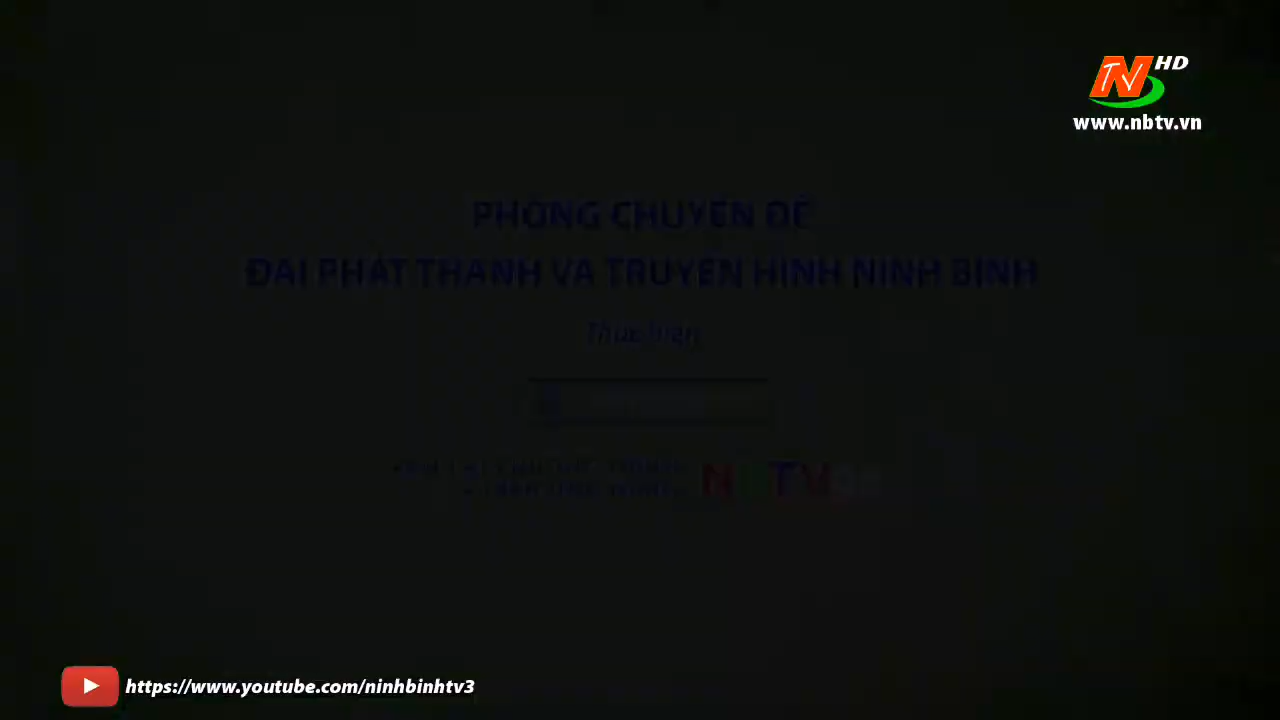 HD
www.nbtv.vn
PHÒNG CHUYÊN ĐỀ
ĐÀI PHÁT THANH VÀ TRUYỀN HÌNH NINH BÌNH
Thực hiện
https://www.youtube.com/ninhbinhtv3